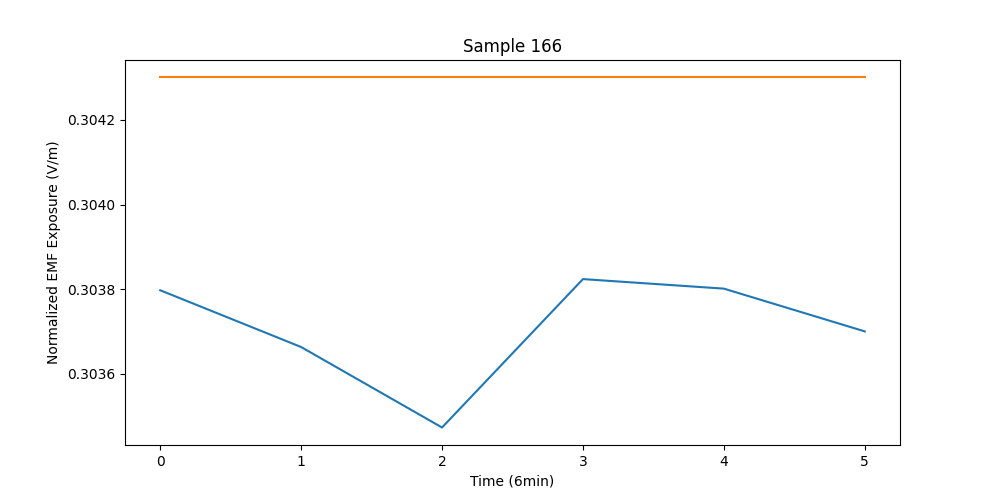 Sample 166
Normalized EMF Exposure (V/m)
0.3042
0.3040
0.3038
0.3036
0 1 2 3 4 5
Time (6min)